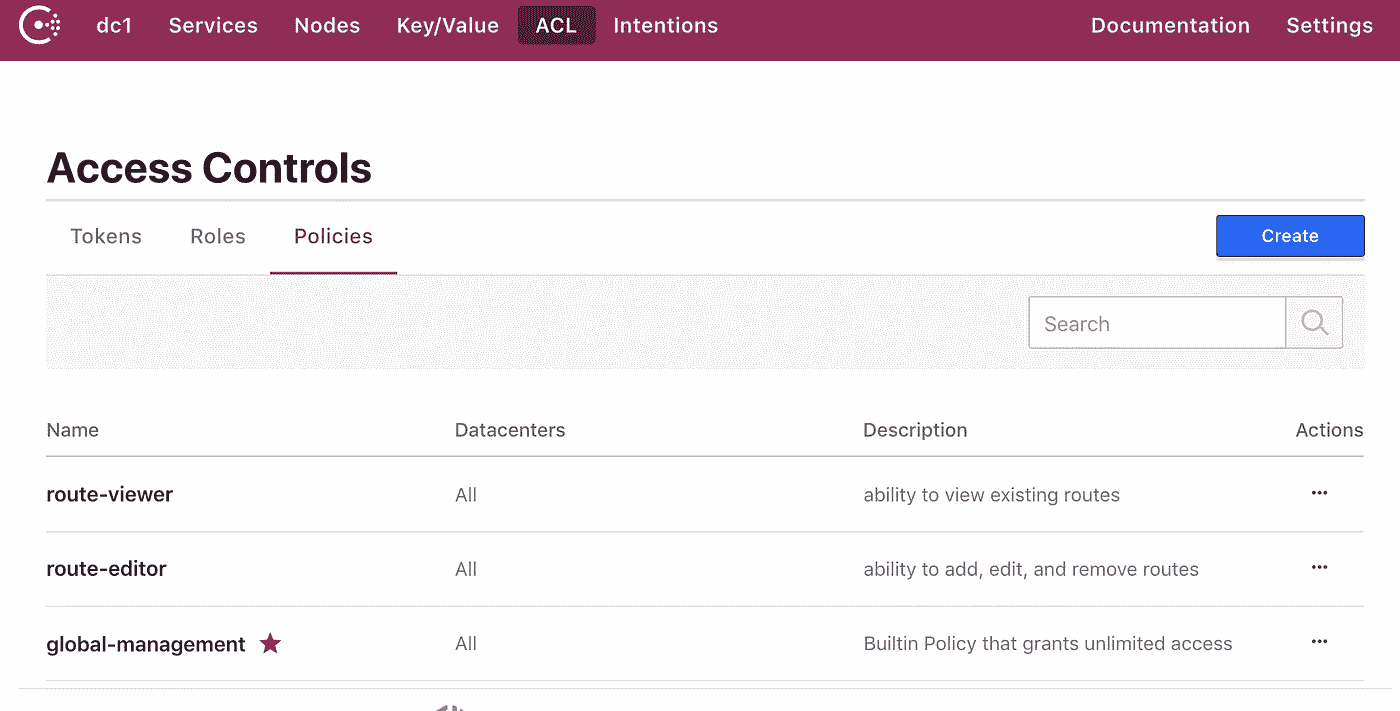 dc1 Services Nodes Key/Value ACL Intentions Documentation Settings
Access Controls
Tokens Roles Policies Create
Search
Name Datacenters Description Actions
route-viewer All ability to view existing routes
route-editor All ability to add, edit, and remove routes
global-management All Builtin Policy that grants unlimited access